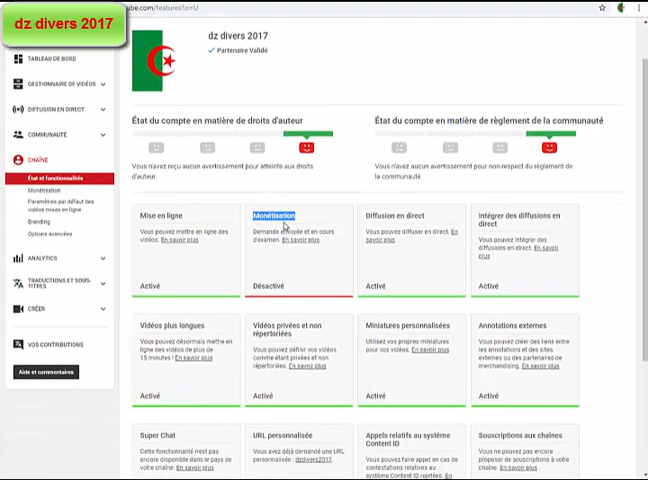 dz divers 2017
ube.com/features?o=U
dz divers 2017
Partenaire Validé
TABLEAU DE BORD
GESTIONNAIRE DE VIDÉOS
DIFFUSION EN DIRECT
COMMUNAUTÉ
CHAÎNE
État et fonctionnalités
Monétisation
Paramètres par défaut des
vidéos mises en ligne
Branding
Options avancées
ANALYTICS
TRADUCTIONS ET SOUS-
TITRES
CRÉER
VOS CONTRIBUTIONS
Aide et commentaires
État du compte en matière de droits d'auteur
Vous n'avez reçu aucun avertissement pour atteinte aux droits
d'auteur.
État du compte en matière de règlement de la communauté
Vous n'avez aucun avertissement pour non-respect du règlement de
la communauté.
Mise en ligne
Vous pouvez mettre en ligne des
vidéos. En savoir plus
Activé
Monétisation
Demande envoyée et en cours
d'examen. En savoir plus
Désactivé
Diffusion en direct
Vous pouvez diffuser en direct. En
savoir plus
Activé
Intégrer des diffusions en
direct
Vous pouvez intégrer des
diffusions en direct. En savoir
plus
Activé
Vidéos plus longues
Vous pouvez désormais mettre en
ligne des vidéos de plus de
15 minutes ! En savoir plus
Activé
Vidéos privées et non
répertoriées
Vous pouvez définir vos vidéos
comme étant privées et non
répertoriées. En savoir plus
Activé
Miniatures personnalisées
Utilisez vos propres miniatures
pour vos vidéos. En savoir plus
Activé
Annotations externes
Vous pouvez créer des liens entre
les annotations et des sites
externes ou des partenaires de
merchandising. En savoir plus
Activé
Super Chat
Cette fonctionnalité n'est pas
encore disponible dans le pays de
votre chaîne. En savoir plus
URL personnalisée
Vous avez déjà demandé une URL
personnalisée : dzdivers2017.
Appels relatifs au système
Content ID
Vous pouvez faire appel en cas de
contestations relatives au
système Content ID rejetées. En
Souscriptions aux chaînes
Vous ne pouvez pas encore
proposer de souscriptions à votre
chaîne. En savoir plus